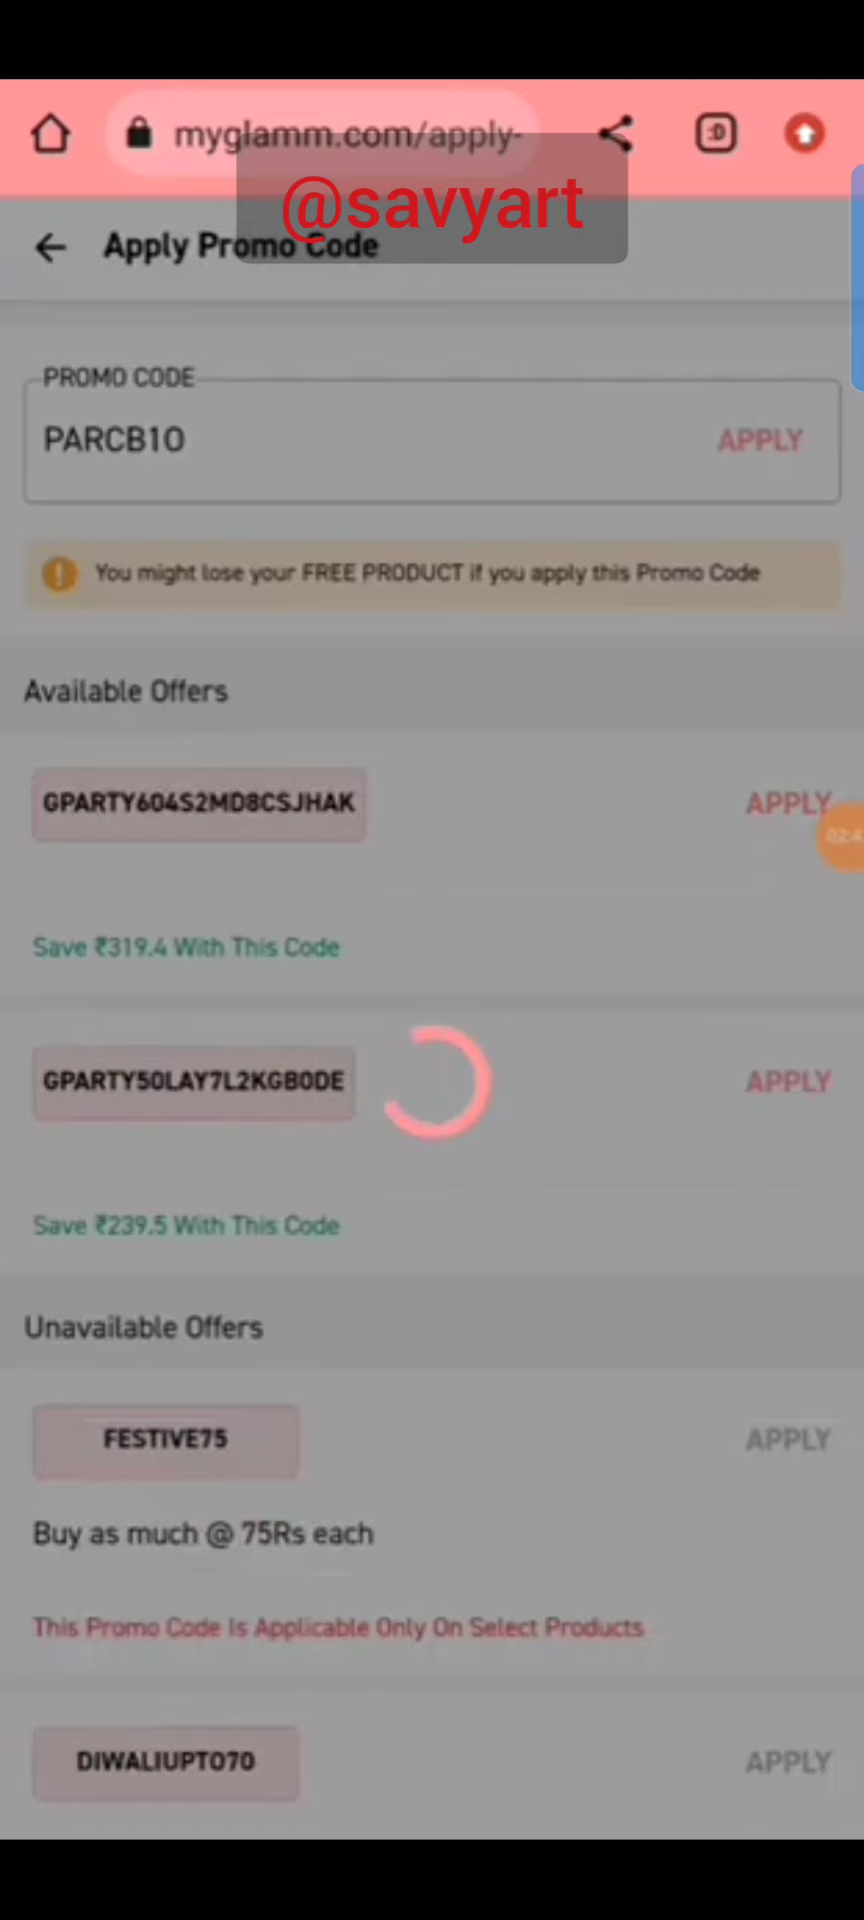 myglamm.com/apply-
:D
@savyart
Apply Promo Code
PROMO CODE
PARCB10
APPLY
You might lose your FREE PRODUCT if you apply this Promo Code
Available Offers
GPARTY604S2MD8CSJHAK
APPLY
Save ₹319.4 With This Code
GPARTY50LAY7L2KGB0DE
APPLY
Save ₹239.5 With This Code
Unavailable Offers
FESTIVE75
APPLY
Buy as much @ 75Rs each
This Promo Code Is Applicable Only On Select Products
DIWALIUPTO70
APPLY